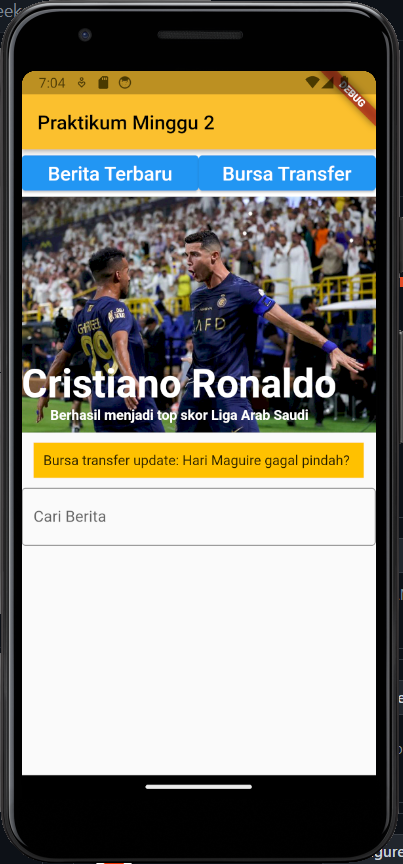 7:04
DEBUG
Praktikum Minggu 2
Berita Terbaru
Bursa Transfer
GHAREEB
29
Cristiano Ronaldo
Berhasil menjadi top skor Liga Arab Saudi
Bursa transfer update: Hari Maguire gagal pindah?
Cari Berita